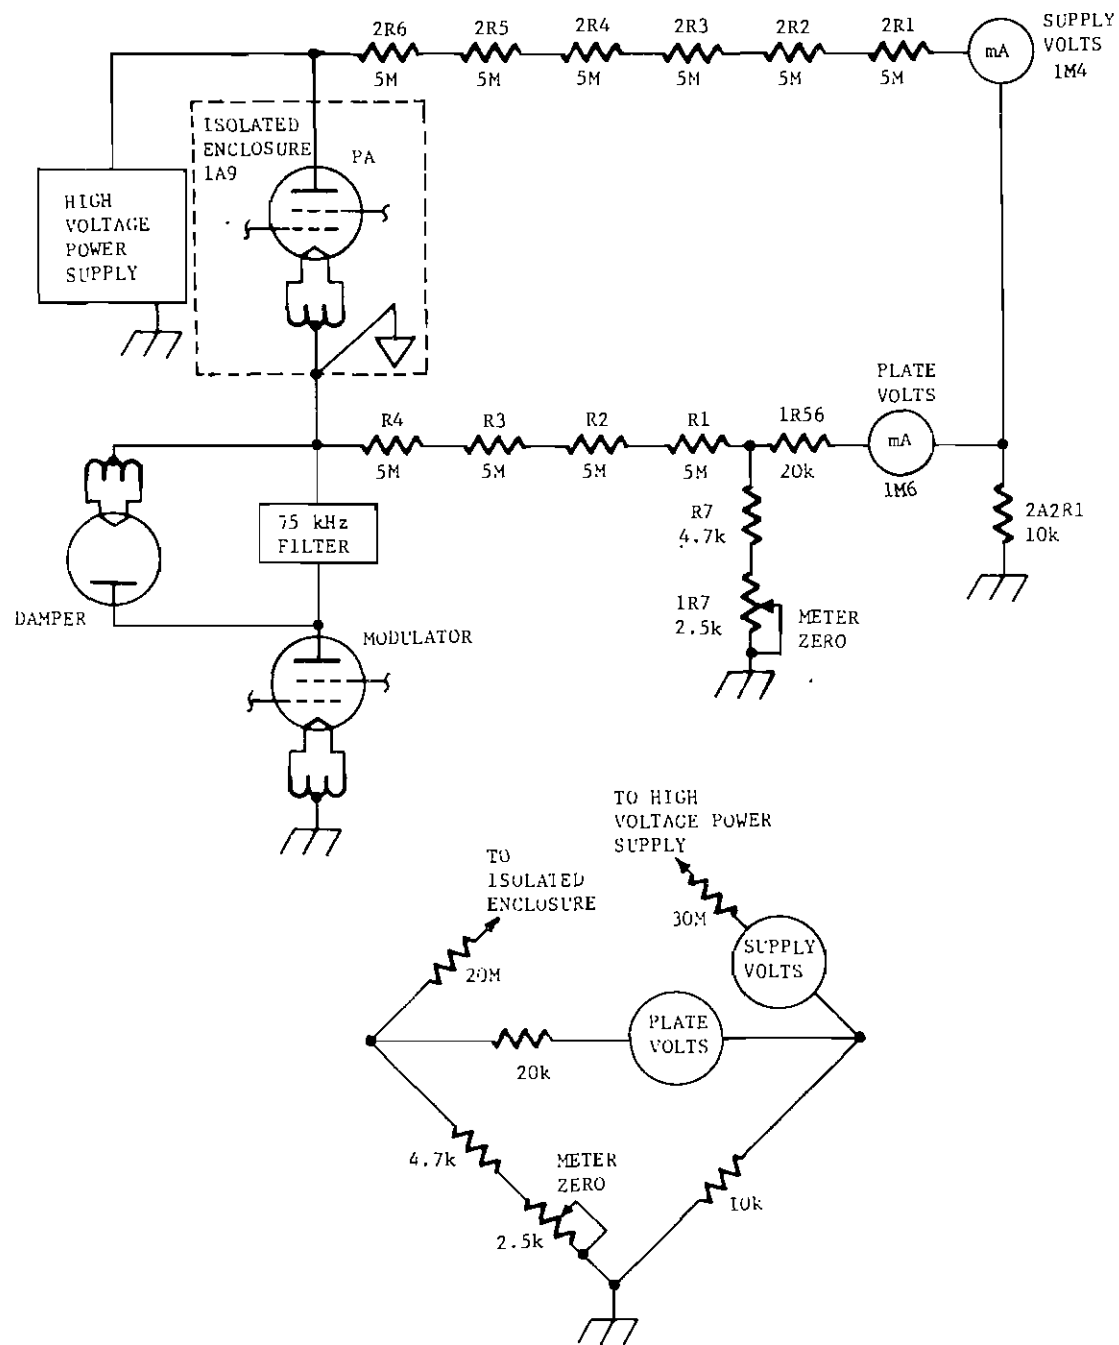 2R6
2R5
2R4
2R3
2R2
2R1
5M
5M
5M
5M
5M
5M
mA
SUPPLY
VOLTS
1M4
ISOLATED
ENCLOSURE
1A9
PA
HIGH
VOLTAGE
POWER
SUPPLY
PLATE
VOLTS
R4
R3
R2
R1
1R56
5M
5M
5M
5M
20k
mA
1M6
75 kHz
FILTER
R7
4.7k
2A2R1
10k
DAMPER
1R7
2.5k
METER
ZERO
MODULATOR
TO HIGH
VOLTAGE POWER
SUPPLY
TO
ISOLATED
ENCLOSURE
30M
SUPPLY
VOLTS
20M
PLATE
VOLTS
20k
4.7k
METER
ZERO
2.5k
10k